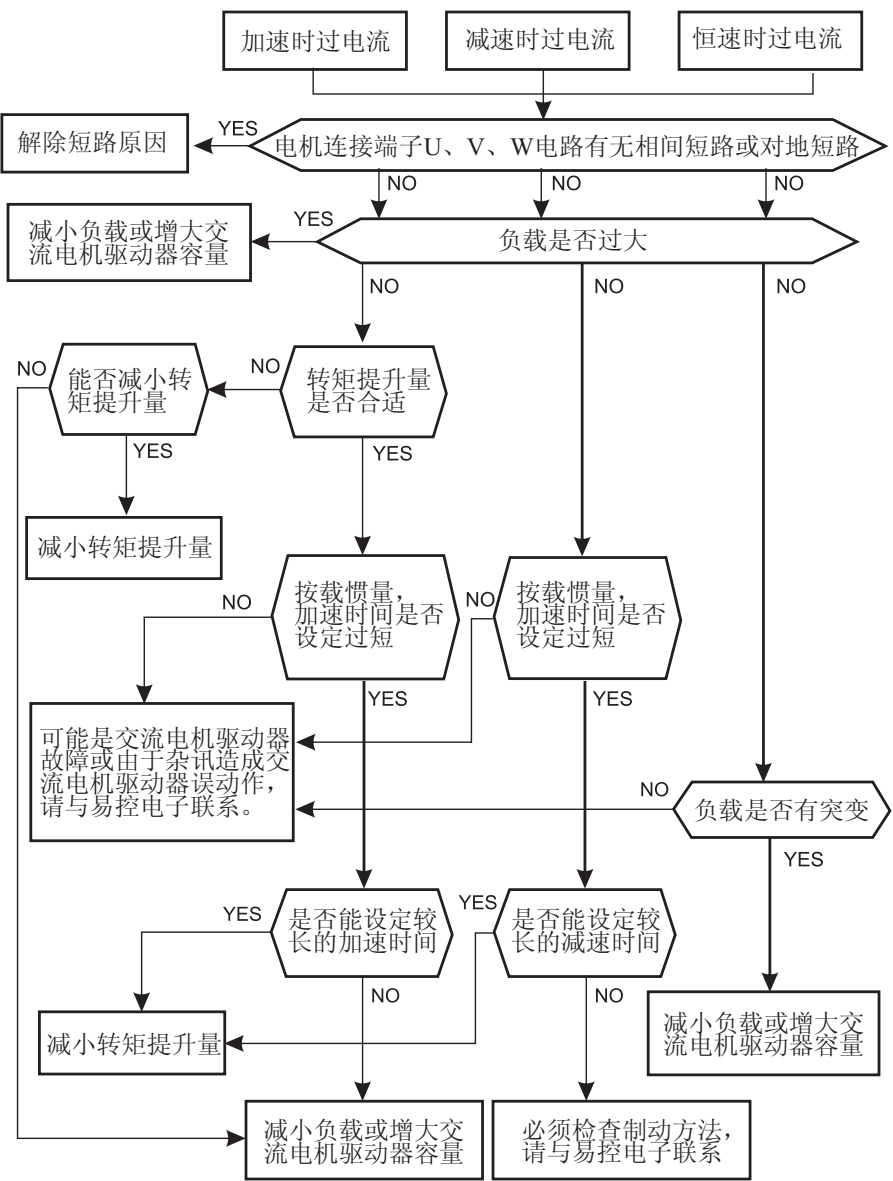 加速时过电流
减速时过电流
恒速时过电流
解除短路原因
YES
电机连接端子U、V、W电路有无相间短路或对地短路
NO
NO
NO
减小负载或增大交
流电机驱动器容量
YES
负载是否过大
NO
NO
NO
NO
能否减小转
矩提升量
NO
转矩提升量
是否合适
YES
YES
减小转矩提升量
NO
按载惯量，
加速时间是否
设定过短
NO
按载惯量，
加速时间是否
设定过短
YES
YES
可能是交流电机驱动器
故障或由于杂讯造成交
流电机驱动器误动作，
请与易控电子联系。
NO
负载是否有突变
YES
YES
是否能设定较
长的加速时间
YES
是否能设定较
长的减速时间
NO
NO
减小转矩提升量
减小负载或增大交
流电机驱动器容量
减小负载或增大交
流电机驱动器容量
必须检查制动方法，
请与易控电子联系